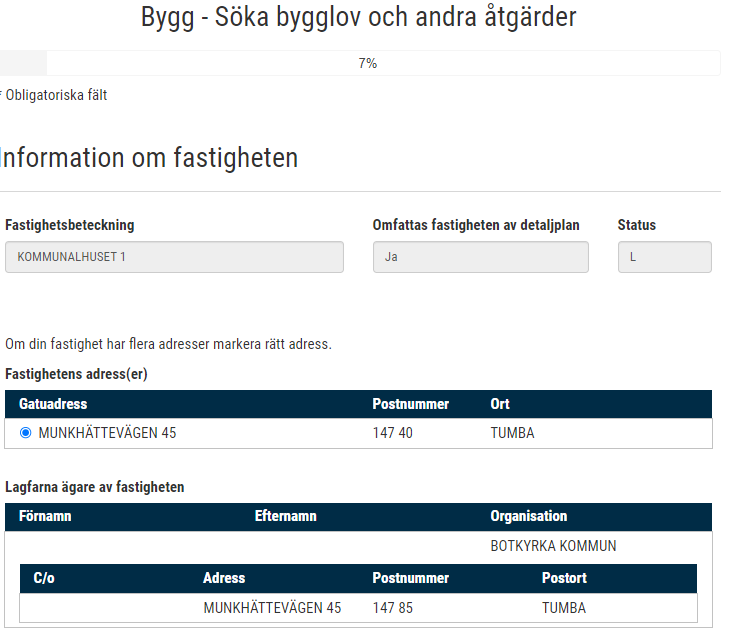 Bygg - Söka bygglov och andra åtgärder
7%
* Obligatoriska fält
Information om fastigheten
Fastighetsbeteckning Omfattas fastigheten av detaljplan Status
KOMMUNALHUSET 1 Ja L
Om din fastighet har flera adresser markera rätt adress.
Fastighetens adress(er)
Gatuadress Postnummer Ort
MUNKHÄTTEVÄGEN 45 147 40 TUMBA
Lagfarna ägare av fastigheten
Förnamn Efternamn Organisation
BOTKYRKA KOMMUN
C/o Adress Postnummer Postort
MUNKHÄTTEVÄGEN 45 147 85 TUMBA